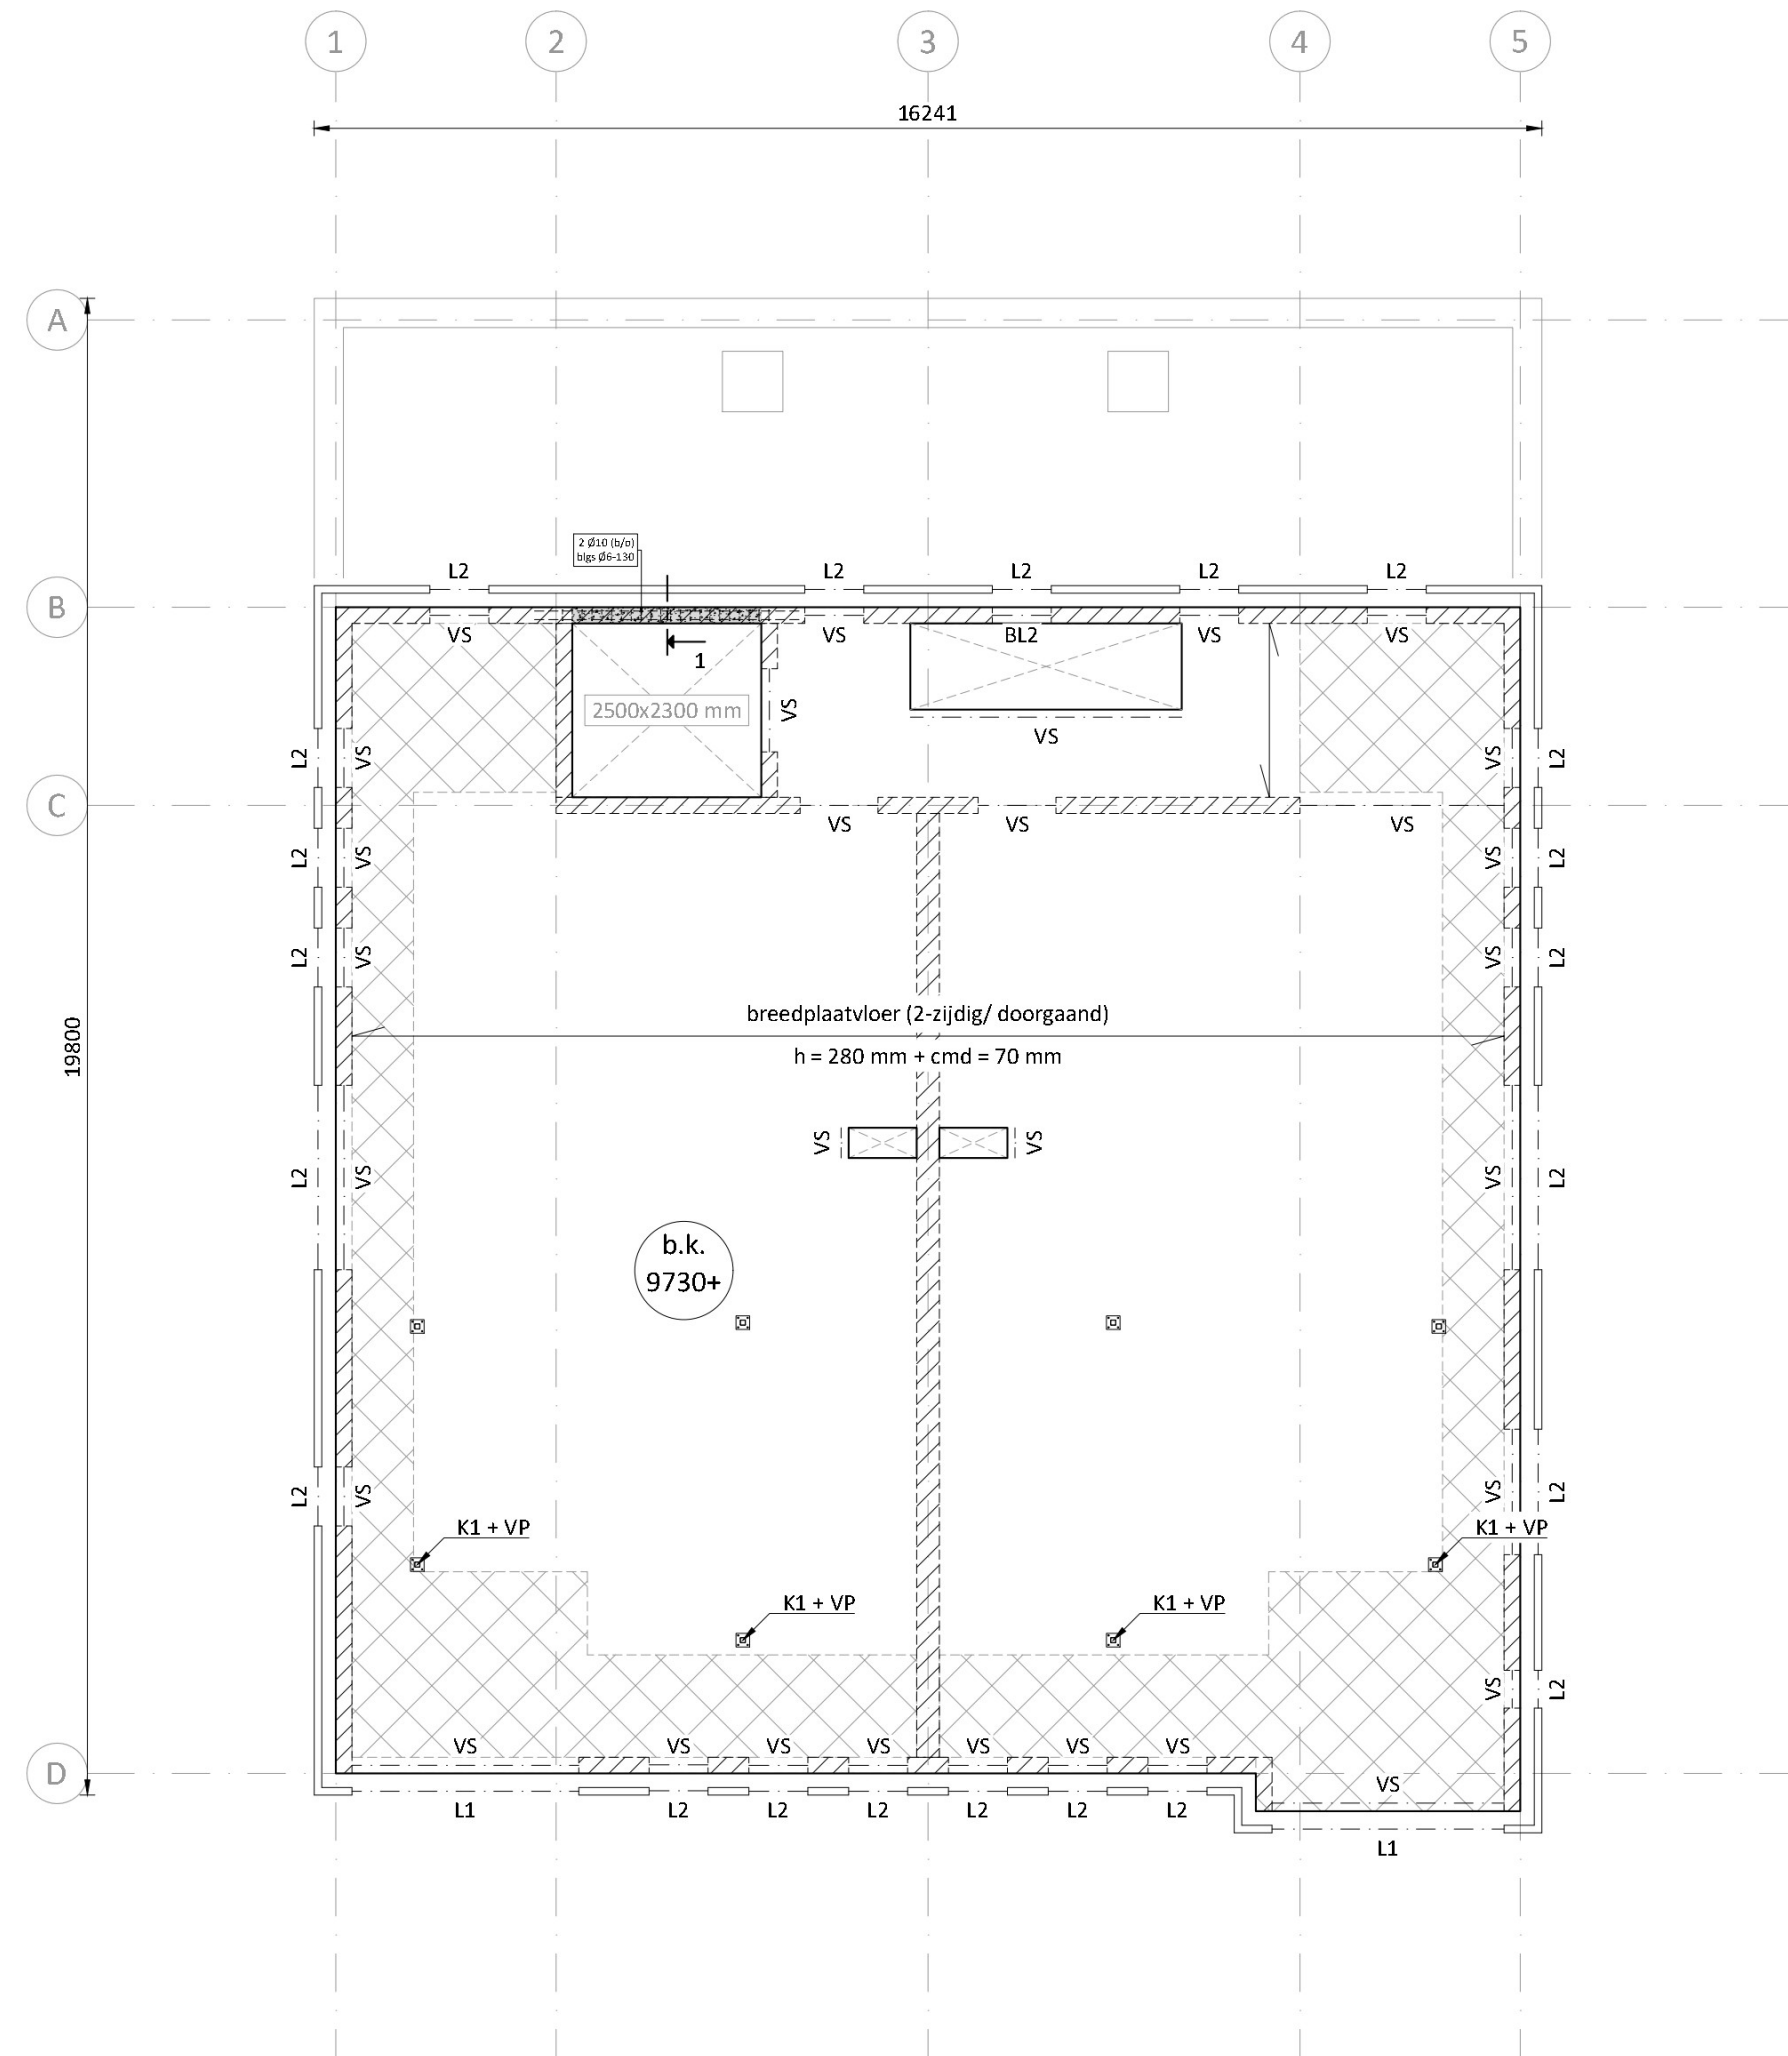 1 2 3 4 5
16241
A
2 Ø10 (b/o)
blgs Ø6-130
L2 L2 L2 L2 L2
B
VS VS BL2 VS VS
1
2500x2300 mm
VS
VS
L2 VS VS L2
C
VS VS VS
L2 VS VS L2
L2 VS VS L2
breedplaatvloer (2-zijdig/ doorgaand)
h = 280 mm + cmd = 70 mm
19800
VS VS
L2 VS VS L2
b.k.
9730+
L2 VS VS L2
K1 + VP K1 + VP
K1 + VP K1 + VP
VS L2
VS VS VS VS VS VS VS
D
VS
L1 L2 L2 L2 L2 L2 L2
L1